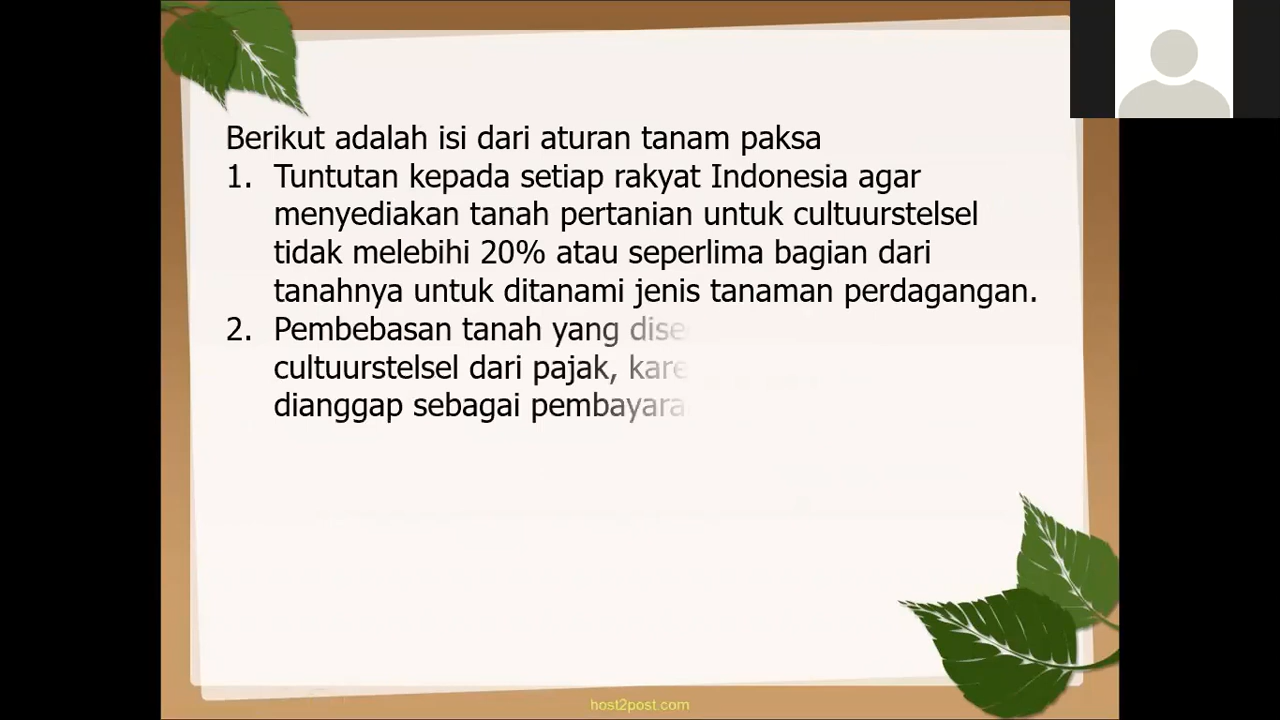 Berikut adalah isi dari aturan tanam paksa
1. Tuntutan kepada setiap rakyat Indonesia agar
menyediakan tanah pertanian untuk cultuurstelsel
tidak melebihi 20% atau seperlima bagian dari
tanahnya untuk ditanami jenis tanaman perdagangan.
2. Pembebasan tanah yang
cultuurstelsel dari pajak,
dianggap sebagai
host2post.com